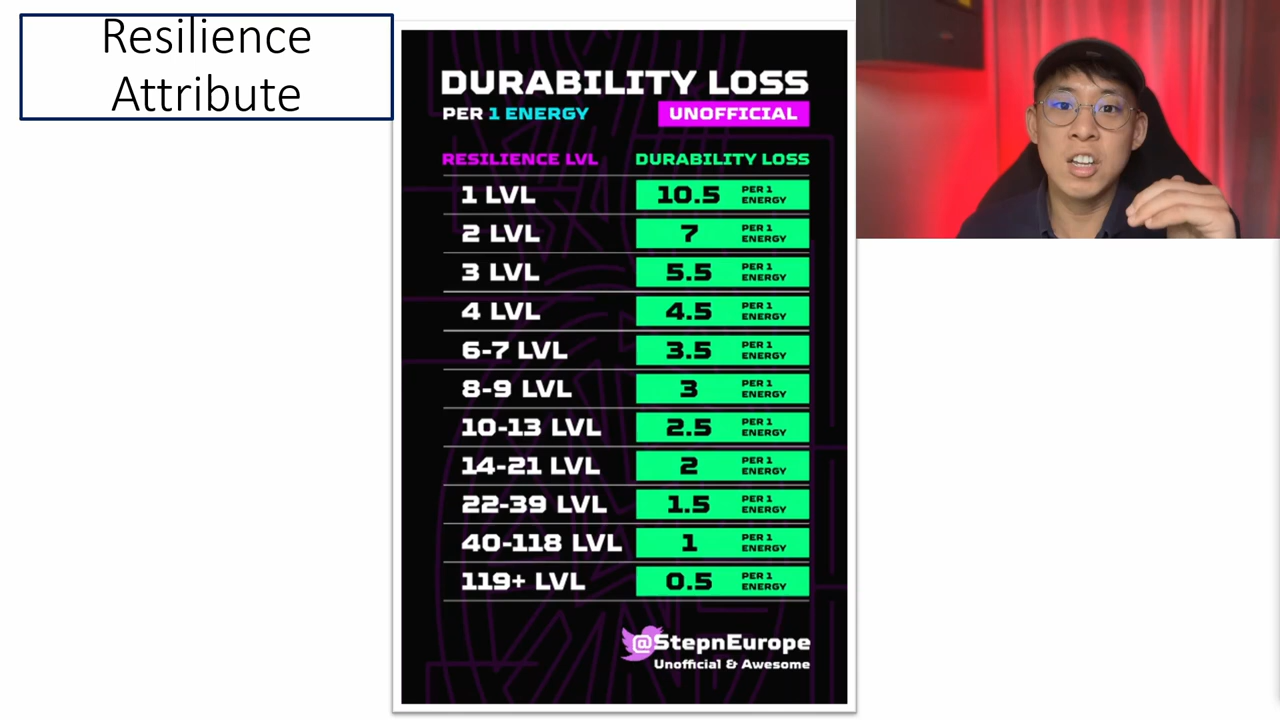 Resilience
Attribute
DURABILITY LOSS
PER 1 ENERGY UNOFFICIAL
RESILIENCE LVL DURABILITY LOSS
1 LVL 10.5 PER 1 ENERGY
2 LVL 7 PER 1 ENERGY
3 LVL 5.5 PER 1 ENERGY
4 LVL 4.5 PER 1 ENERGY
6-7 LVL 3.5 PER 1 ENERGY
8-9 LVL 3 PER 1 ENERGY
10-13 LVL 2.5 PER 1 ENERGY
14-21 LVL 2 PER 1 ENERGY
22-39 LVL 1.5 PER 1 ENERGY
40-118 LVL 1 PER 1 ENERGY
119+ LVL 0.5 PER 1 ENERGY
@StepnEurope
Unofficial & Awesome